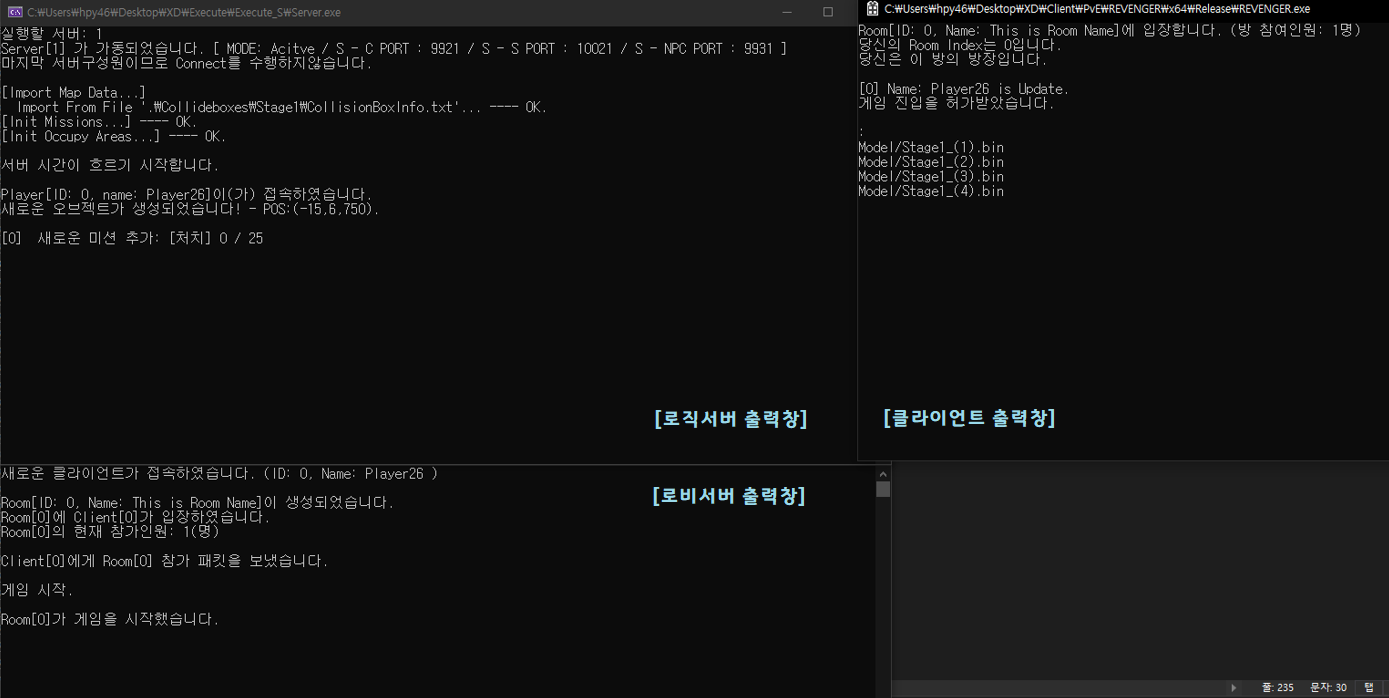 C:₩Users₩hpy46₩Desktop₩XD₩Execute₩Execute_S₩Server.exe
실행할 서버: 1
Server[1] 가 가동되었습니다. [ MODE: Acitve / S - C PORT : 9921 / S - S PORT : 10021 / S - NPC PORT : 9931 ]
마지막 서버구성원이므로 Connect를 수행하지않습니다.
[Import Map Data...]
Import From File '.₩Collideboxes₩Stage1₩CollisionBoxInfo.txt'... ---- OK.
[Init Missions...] ---- OK.
[Init Occupy Areas...] ---- OK.
서버 시간이 흐르기 시작합니다.
Player[ID: 0, name: Player26]이(가) 접속하였습니다.
새로운 오브젝트가 생성되었습니다! - POS:(-15,6,750).
[0]  새로운 미션 추가: [처치] 0 / 25
[로직서버 출력창]
C:₩Users₩hpy46₩Desktop₩XD₩Client₩PvE₩REVENGER₩x64₩Release₩REVENGER.exe
Room[ID: 0, Name: This is Room Name]에 입장합니다. (방 참여인원: 1명)
당신의 Room Index는 0입니다.
당신은 이 방의 방장입니다.
[0] Name: Player26 is Update.
게임 진입을 허가받았습니다.
:
Model/Stage1_(1).bin
Model/Stage1_(2).bin
Model/Stage1_(3).bin
Model/Stage1_(4).bin
[클라이언트 출력창]
새로운 클라이언트가 접속하였습니다. (ID: 0, Name: Player26 )
Room[ID: 0, Name: This is Room Name]이 생성되었습니다.
Room[0]에 Client[0]가 입장하였습니다.
Room[0]의 현재 참가인원: 1(명)
Client[0]에게 Room[0] 참가 패킷을 보냈습니다.
게임 시작.
Room[0]가 게임을 시작했습니다.
[로비서버 출력창]
줄: 235 문자: 30 탭